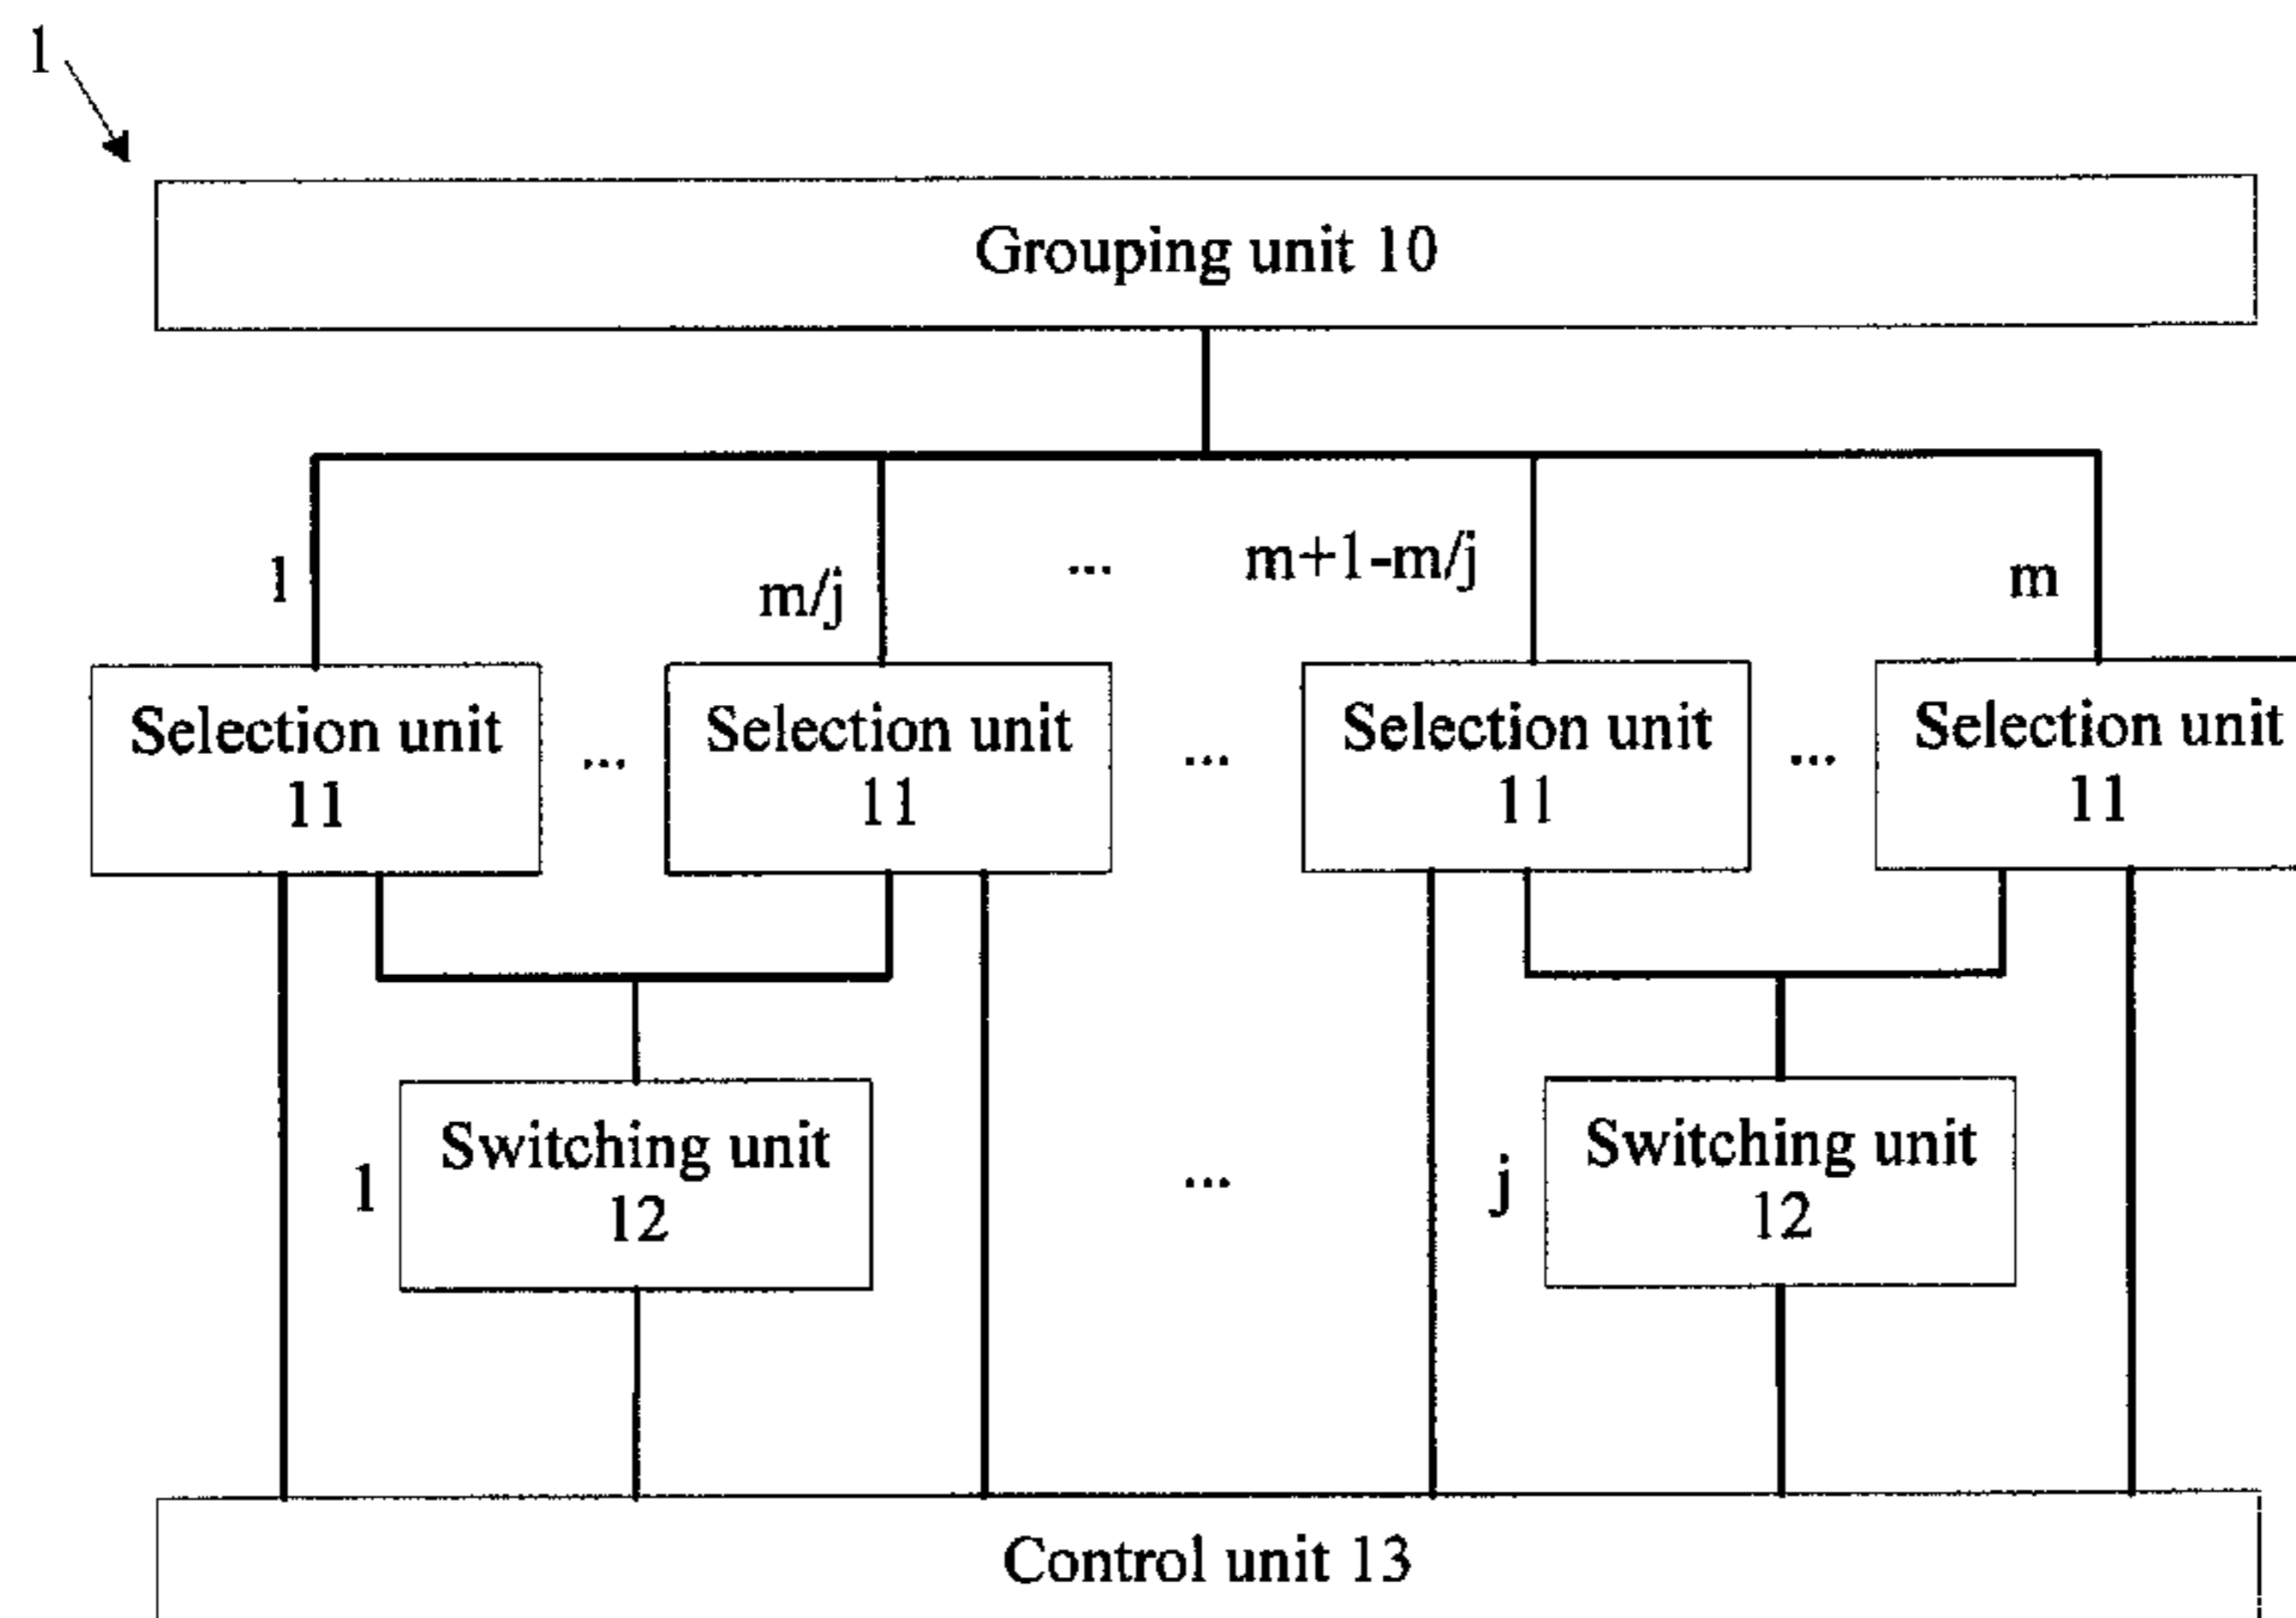 1
Grouping unit 10
1
m/j
...
m+1-m/j
m
Selection unit
11
...
Selection unit
11
...
Selection unit
11
...
Selection unit
11
1
Switching unit
12
...
j
Switching unit
12
Control unit 13